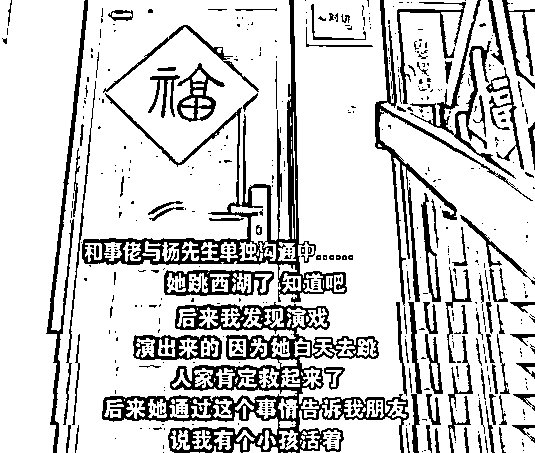 福
和事佬与杨先生单独沟通中……
她跳西湖了 知道吧
后来我发现演戏
演出来的 因为她白天去跳
人家肯定救起来了
后来她通过这个事情告诉我朋友
说我有个小孩活着